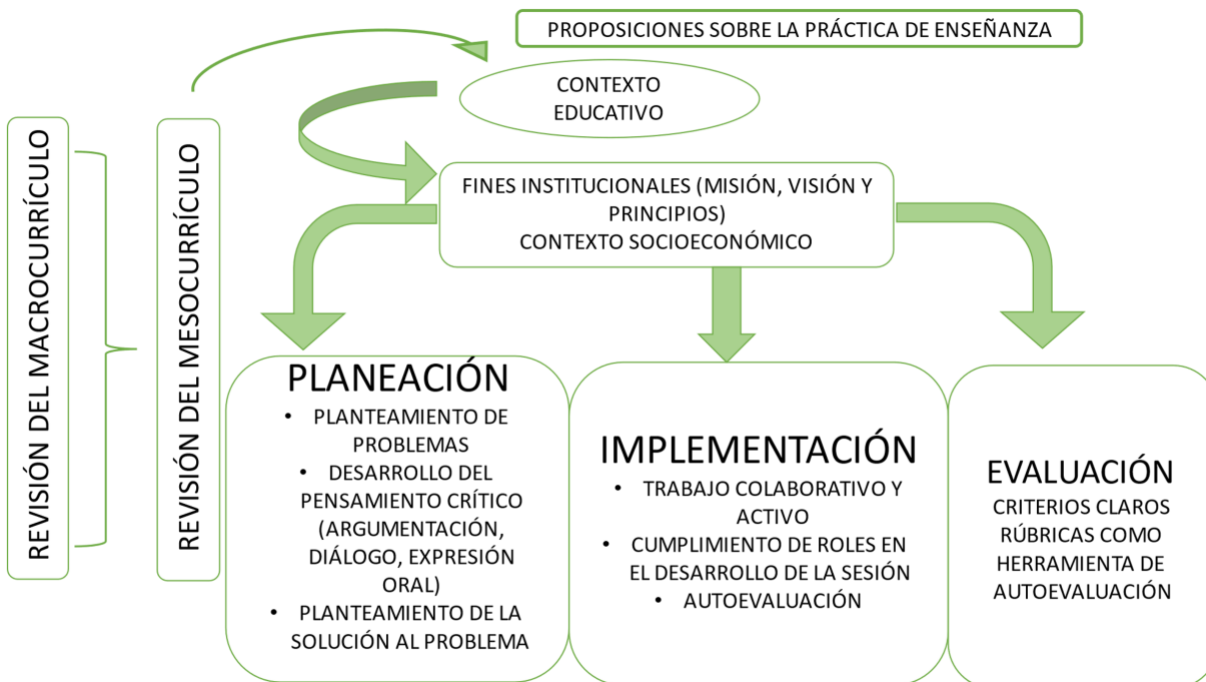 PROPOSICIONES SOBRE LA PRÁCTICA DE ENSEÑANZA
CONTEXTO
EDUCATIVO
REVISIÓN DEL MACROCURRÍCULO
REVISIÓN DEL MESOCURRÍCULO
FINES INSTITUCIONALES (MISIÓN, VISIÓN Y
PRINCIPIOS)
CONTEXTO SOCIOECONÓMICO
PLANEACIÓN
• PLANTEAMIENTO DE
PROBLEMAS
• DESARROLLO DEL
PENSAMIENTO CRÍTICO
(ARGUMENTACIÓN,
DIÁLOGO, EXPRESIÓN
ORAL)
• PLANTEAMIENTO DE LA
SOLUCIÓN AL PROBLEMA
IMPLEMENTACIÓN
• TRABAJO COLABORATIVO Y
ACTIVO
• CUMPLIMIENTO DE ROLES EN
EL DESARROLLO DE LA SESIÓN
• AUTOEVALUACIÓN
EVALUACIÓN
CRITERIOS CLAROS
RÚBRICAS COMO
HERRAMIENTA DE
AUTOEVALUACIÓN